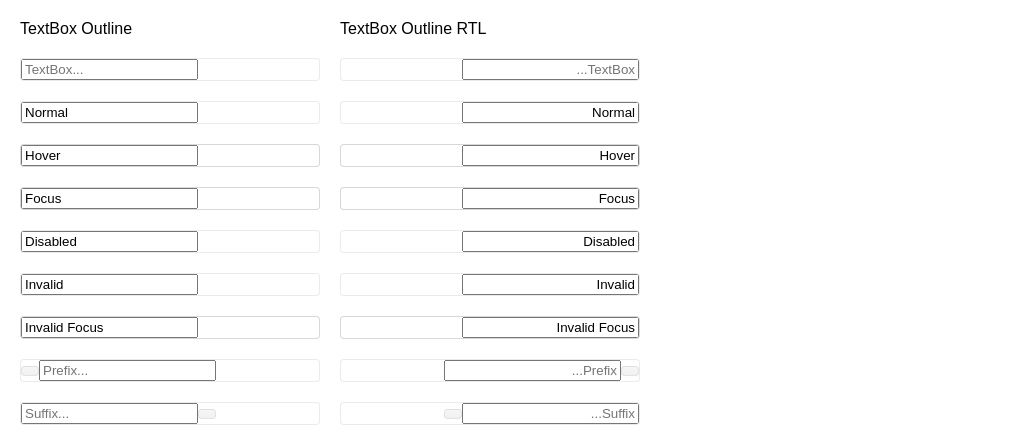 TextBox Outline
TextBox Outline RTL
TextBox...
...TextBox
Normal
Normal
Hover
Hover
Focus
Focus
Disabled
Disabled
Invalid
Invalid
Invalid Focus
Invalid Focus
Prefix...
...Prefix
Suffix...
...Suffix